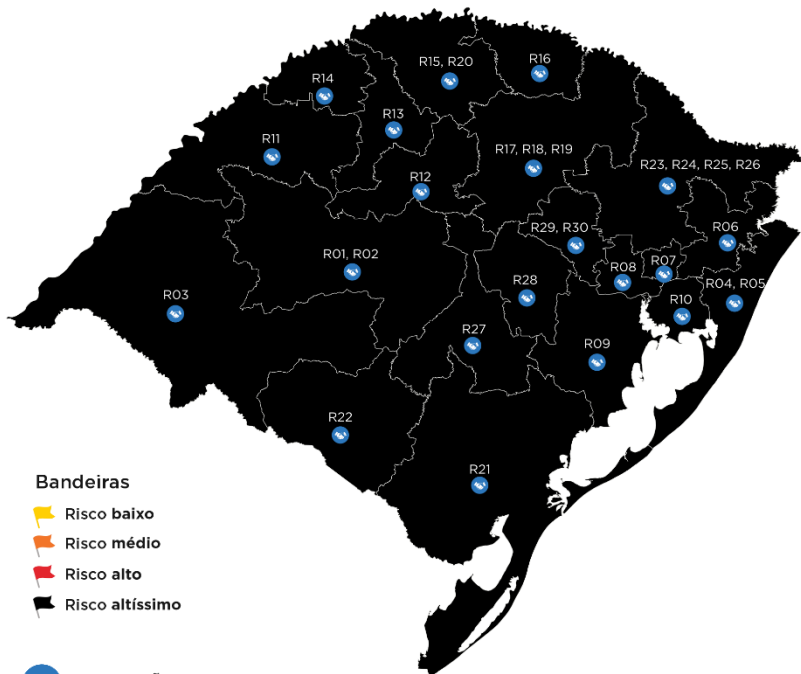 R16
R15, R20
R14
R13
R11
R17, R18, R19
R23, R24, R25, R26
R12
R29, R30
R06
R01, R02
R08
R07
R28
R04, R05
R03
R10
R27
R09
R22
R21
Bandeiras
Risco baixo
Risco médio
Risco alto
Risco altíssimo